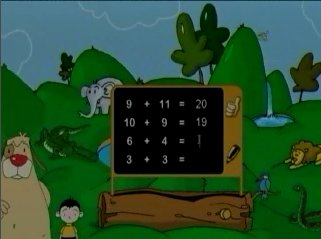 9 + 11 = 20
10 + 9 = 19
6 + 4 =
3 + 3 =